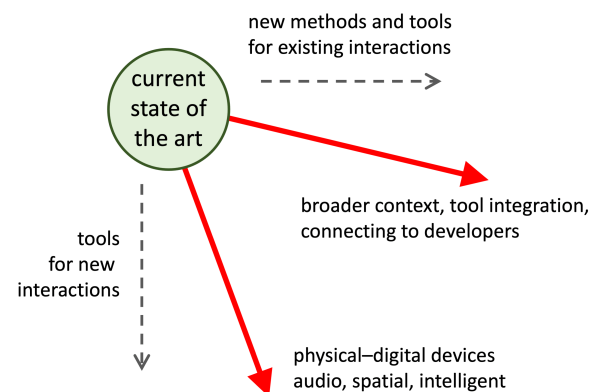 new methods and tools
for existing interactions
current
state of
the art
broader context, tool integration,
connecting to developers
tools
for new
interactions
physical–digital devices
audio, spatial, intelligent